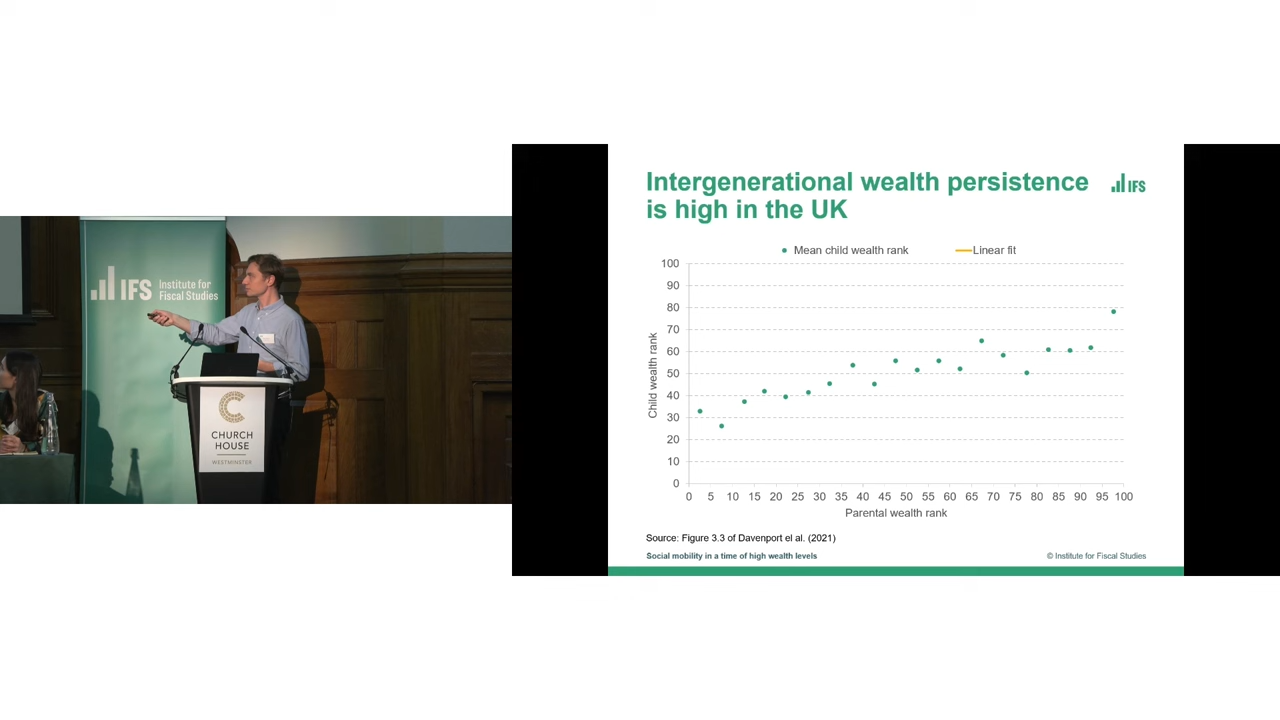 IFS
Institute for
Fiscal Studies
CHURCH
HOUSE
WESTMINSTER
Intergenerational wealth persistence
is high in the UK
IFS
Mean child wealth rank
Linear fit
100
90
80
70
60
50
40
30
20
10
0
Child wealth rank
0 5 10 15 20 25 30 35 40 45 50 55 60 65 70 75 80 85 90 95 100
Parental wealth rank
Source: Figure 3.3 of Davenport el al. (2021)
Social mobility in a time of high wealth levels
© Institute for Fiscal Studies